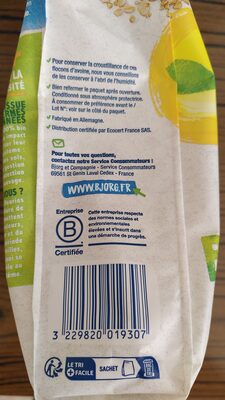 ✓ Pour conserver la croustillance de ces
flocons d'avoine, nous vous conseillons
de les conserver à l'abri de l'humidité.
✓ Bien refermer le paquet après ouverture.
Conditionné sous atmosphère protectrice.
À consommer de préférence avant le /
Lot N°: voir sur le côté du paquet.
✓ Fabriqué en Allemagne.
✓ Distribution certifiée par Ecocert France SAS.
Pour toutes vos questions,
contactez notre Service Consommateurs :
Bjorg et Compagnie - Service Consommateurs
69561 St Genis Laval Cedex - France
WWW.BJORG.FR
Entreprise
B
Certifiée
Cette entreprise respecte
des normes sociales et
environnementales
élevées et s'inscrit dans
une démarche de progrès.
3 229820 019307
LE TRI
+ FACILE
SACHET